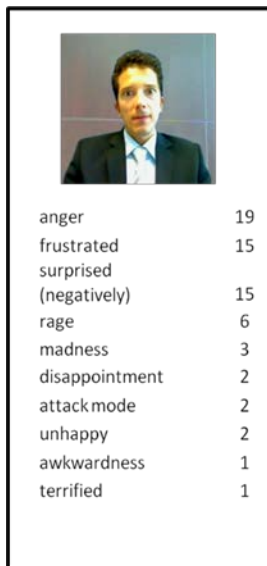 anger 19
frustrated 15
surprised
(negatively) 15
rage 6
madness 3
disappointment 2
attack mode 2
unhappy 2
awkwardness 1
terrified 1